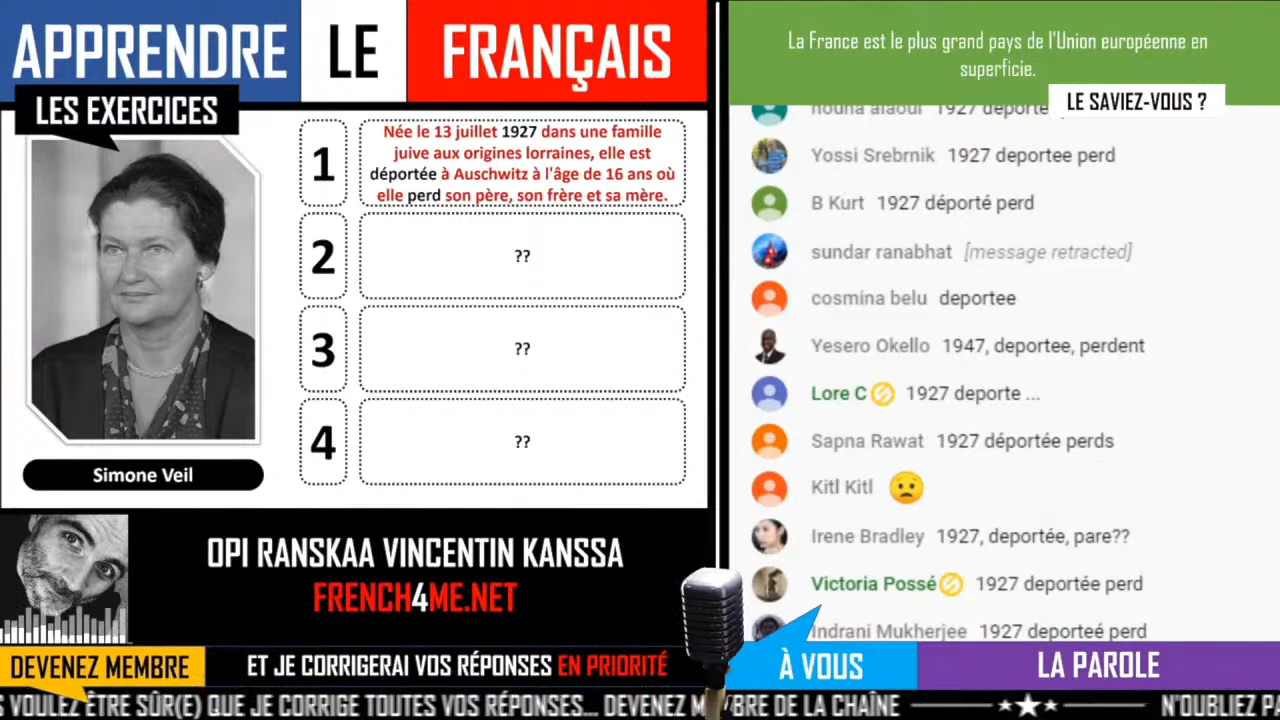 APPRENDRE LE FRANÇAIS
LES EXERCICES
1
Née le 13 juillet 1927 dans une famille
juive aux origines lorraines, elle est
déportée à Auschwitz à l'âge de 16 ans où
elle perd son père, son frère et sa mère.
2
??
3
??
4
??
Simone Veil
OPI RANSKAA VINCENTIN KANSSA
FRENCH4ME.NET
DEVENEZ MEMBRE
ET JE CORRIGERAI VOS RÉPONSES EN PRIORITÉ
La France est le plus grand pays de l'Union européenne en
superficie.
LE SAVIEZ-VOUS ?
nouha alaoui 1927 déporte
Yossi Srebrnik 1927 deportee perd
B Kurt 1927 déporté perd
sundar ranabhat [message retracted]
cosmina belu deportee
Yesero Okello 1947, deportee, perdent
Lore C 1927 deporte ...
Sapna Rawat 1927 déportée perds
Kitl Kitl
Irene Bradley 1927, deportée, pare??
Victoria Possé 1927 déportée perd
Indrani Mukherjee 1927 deporteé perd
À VOUS
LA PAROLE
VOULEZ ÊTRE SÛR(E) QUE JE CORRIGE TOUTES VOS RÉPONSES... DEVENEZ MEMBRE DE LA CHAÎNE N'OUBLIEZ